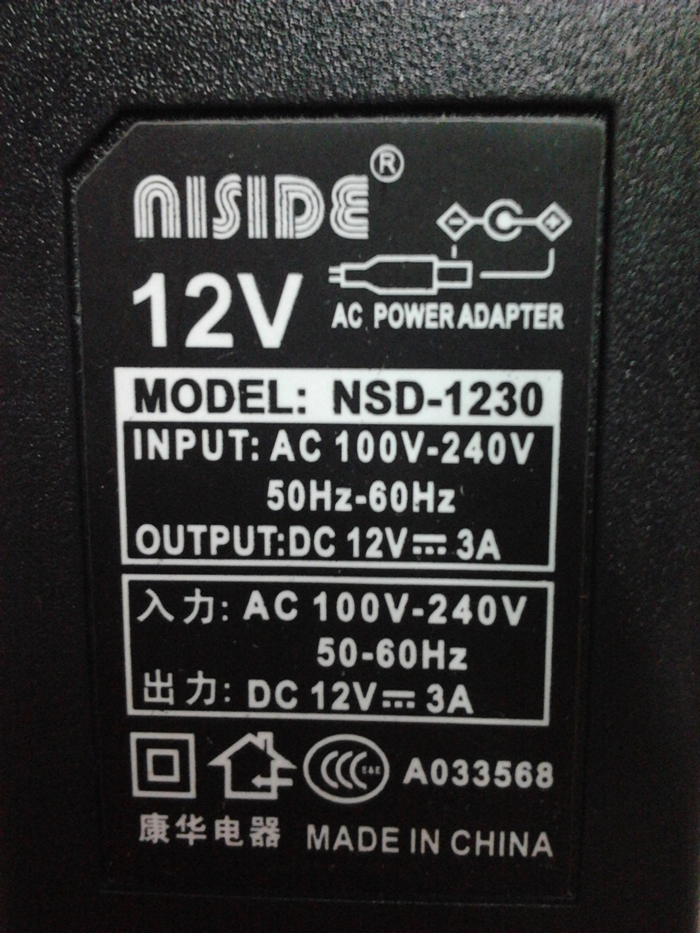 NISIDE®
12V
AC POWER ADAPTER
MODEL: NSD-1230
INPUT: AC 100V-240V
50Hz-60Hz
OUTPUT:DC 12V⎓3A
入力: AC 100V-240V
50-60Hz
出力: DC 12V⎓3A
CCC E&E A033568
康华电器 MADE IN CHINA